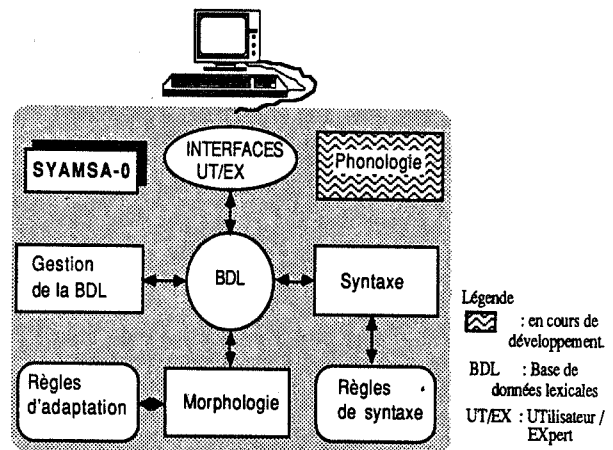 INTERFACES
UT/EX
SYAMSA-0
Phonologie
Gestion
de la BDL
BDL
Syntaxe
Règles
d'adaptation
Morphologie
Règles
de syntaxe
Légende
: en cours de
développement.
BDL : Base de
données lexicales
UT/EX : UTilisateur /
EXpert